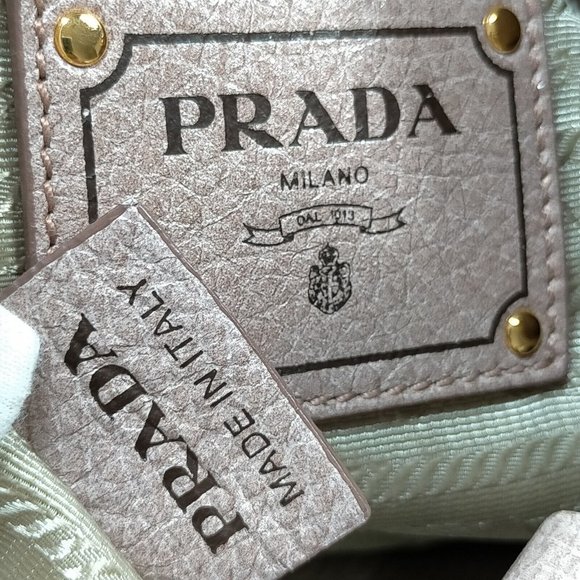 PRADA
MILANO
DAL 1913
PRADA
MADE IN ITALY